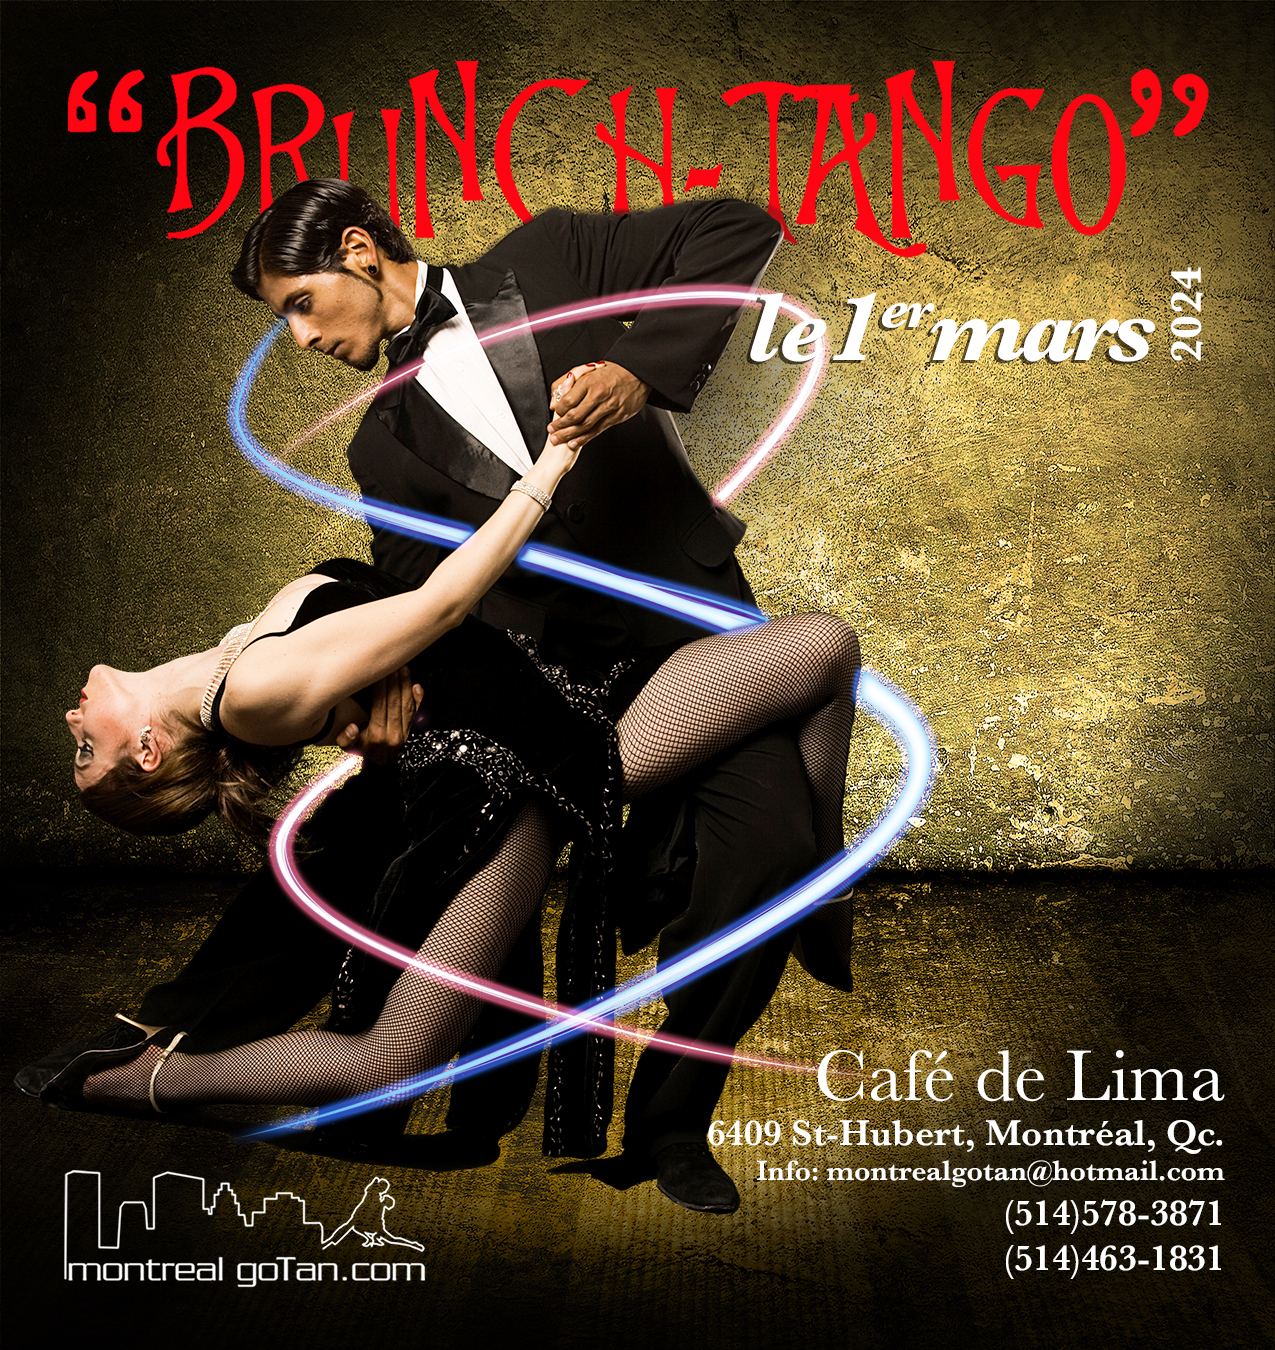 “BRUNCH-TANGO”
le 1er mars 2024
Café de Lima
6409 St-Hubert, Montréal, Qc.
Info: montrealgotan@hotmail.com
(514)578-3871
(514)463-1831
montreal goTan.com